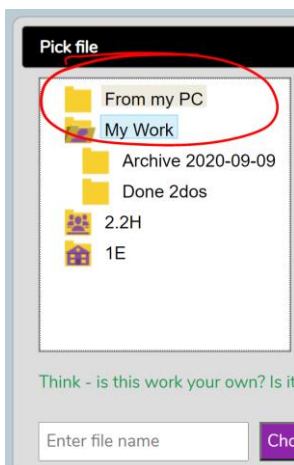 Pick file
From my PC
My Work
Archive 2020-09-09
Done 2dos
2.2H
1E
Think - is this work your own? Is it
Enter file name
Cho